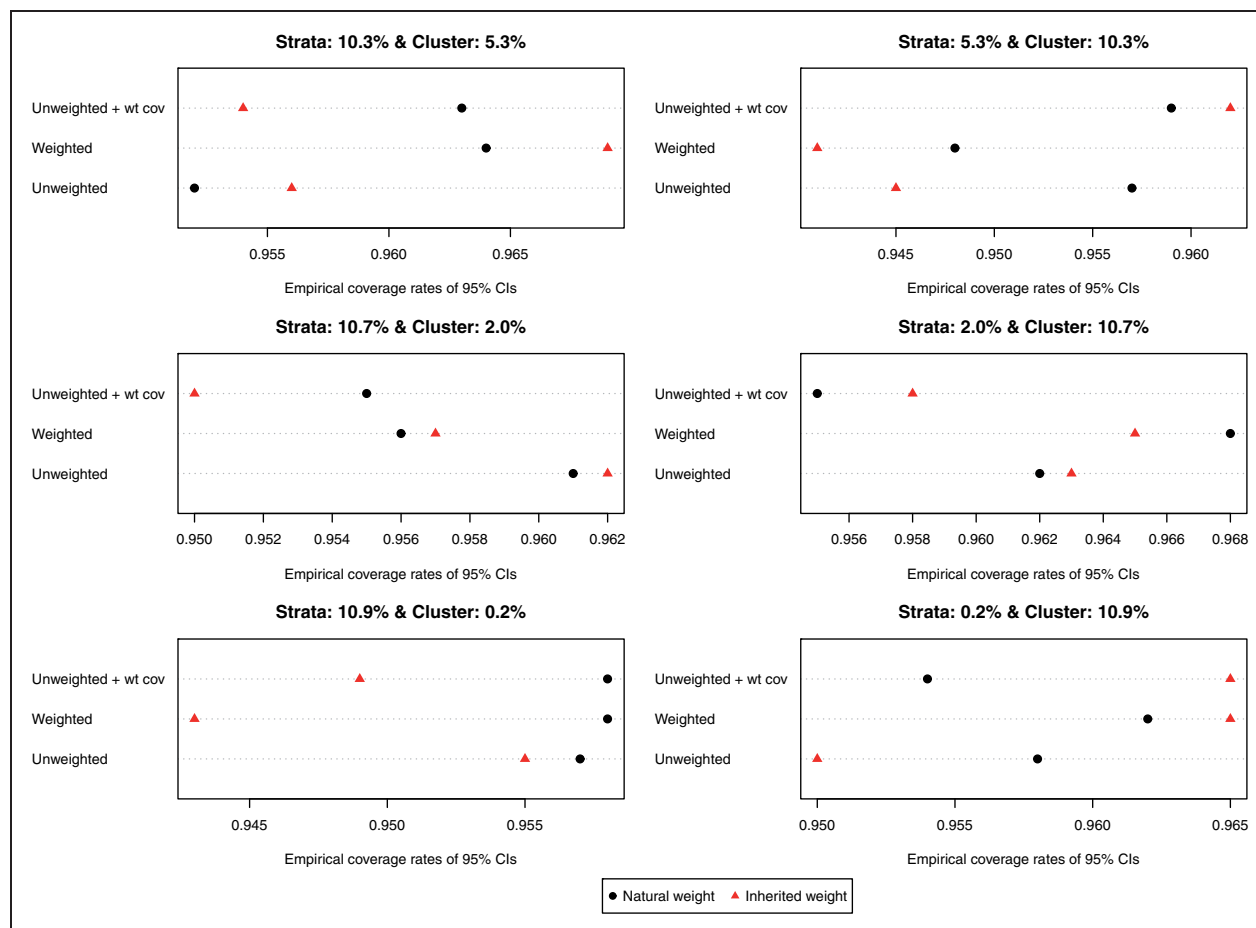 Strata: 10.3% & Cluster: 5.3%
Unweighted + wt cov
Weighted
Unweighted
0.955 0.960 0.965
Empirical coverage rates of 95% CIs
Strata: 5.3% & Cluster: 10.3%
Unweighted + wt cov
Weighted
Unweighted
0.945 0.950 0.955 0.960
Empirical coverage rates of 95% CIs
Strata: 10.7% & Cluster: 2.0%
Unweighted + wt cov
Weighted
Unweighted
0.950 0.952 0.954 0.956 0.958 0.960 0.962
Empirical coverage rates of 95% CIs
Strata: 2.0% & Cluster: 10.7%
Unweighted + wt cov
Weighted
Unweighted
0.956 0.958 0.960 0.962 0.964 0.966 0.968
Empirical coverage rates of 95% CIs
Strata: 10.9% & Cluster: 0.2%
Unweighted + wt cov
Weighted
Unweighted
0.945 0.950 0.955
Empirical coverage rates of 95% CIs
Strata: 0.2% & Cluster: 10.9%
Unweighted + wt cov
Weighted
Unweighted
0.950 0.955 0.960 0.965
Empirical coverage rates of 95% CIs
Natural weight Inherited weight